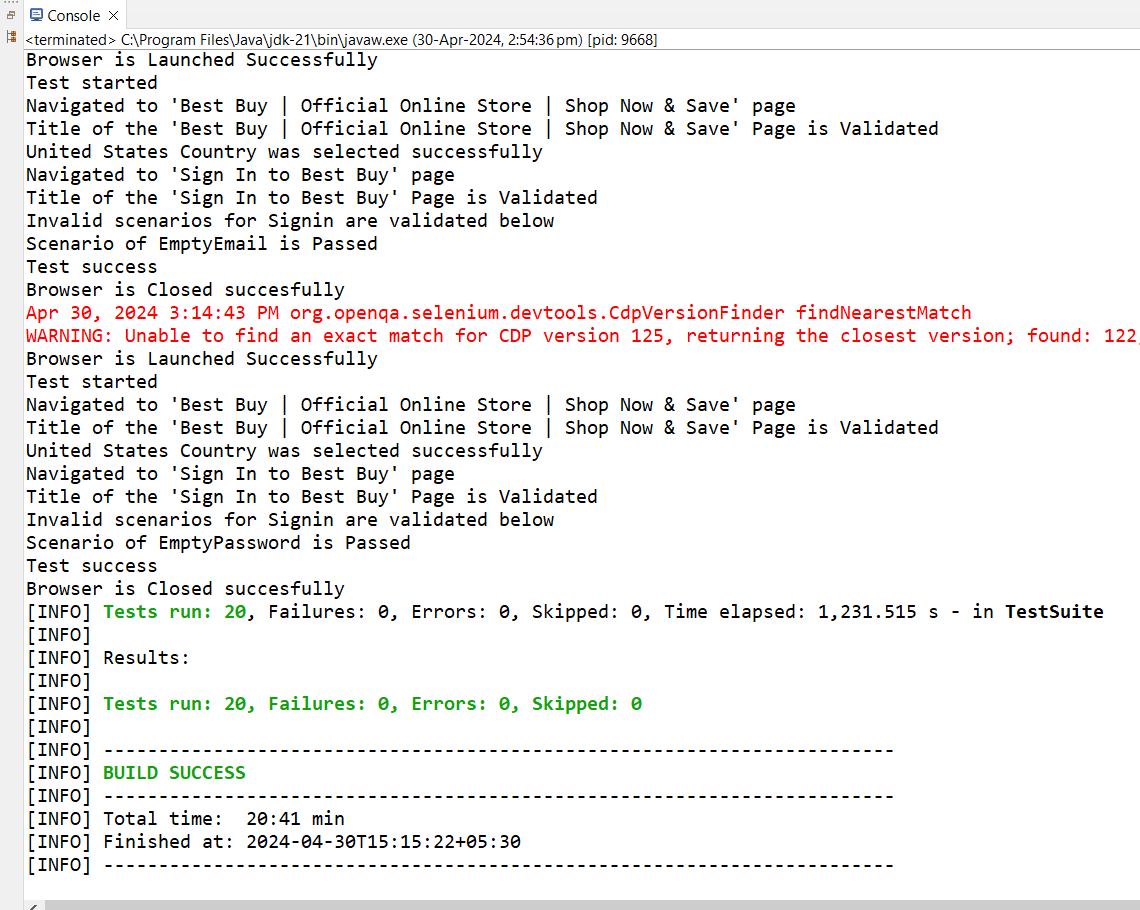 Console
<terminated> C:\Program Files\Java\jdk-21\bin\javaw.exe (30-Apr-2024, 2:54:36 pm) [pid: 9668]
Browser is Launched Successfully
Test started
Navigated to 'Best Buy | Official Online Store | Shop Now & Save' page
Title of the 'Best Buy | Official Online Store | Shop Now & Save' Page is Validated
United States Country was selected successfully
Navigated to 'Sign In to Best Buy' page
Title of the 'Sign In to Best Buy' Page is Validated
Invalid scenarios for Signin are validated below
Scenario of EmptyEmail is Passed
Test success
Browser is Closed succesfully
Apr 30, 2024 3:14:43 PM org.openqa.selenium.devtools.CdpVersionFinder findNearestMatch
WARNING: Unable to find an exact match for CDP version 125, returning the closest version; found: 122,
Browser is Launched Successfully
Test started
Navigated to 'Best Buy | Official Online Store | Shop Now & Save' page
Title of the 'Best Buy | Official Online Store | Shop Now & Save' Page is Validated
United States Country was selected successfully
Navigated to 'Sign In to Best Buy' page
Title of the 'Sign In to Best Buy' Page is Validated
Invalid scenarios for Signin are validated below
Scenario of EmptyPassword is Passed
Test success
Browser is Closed succesfully
[INFO] Tests run: 20, Failures: 0, Errors: 0, Skipped: 0, Time elapsed: 1,231.515 s - in TestSuite
[INFO]
[INFO] Results:
[INFO]
[INFO] Tests run: 20, Failures: 0, Errors: 0, Skipped: 0
[INFO]
[INFO] ------------------------------------------------------------------------
[INFO] BUILD SUCCESS
[INFO] ------------------------------------------------------------------------
[INFO] Total time:  20:41 min
[INFO] Finished at: 2024-04-30T15:15:22+05:30
[INFO] ------------------------------------------------------------------------